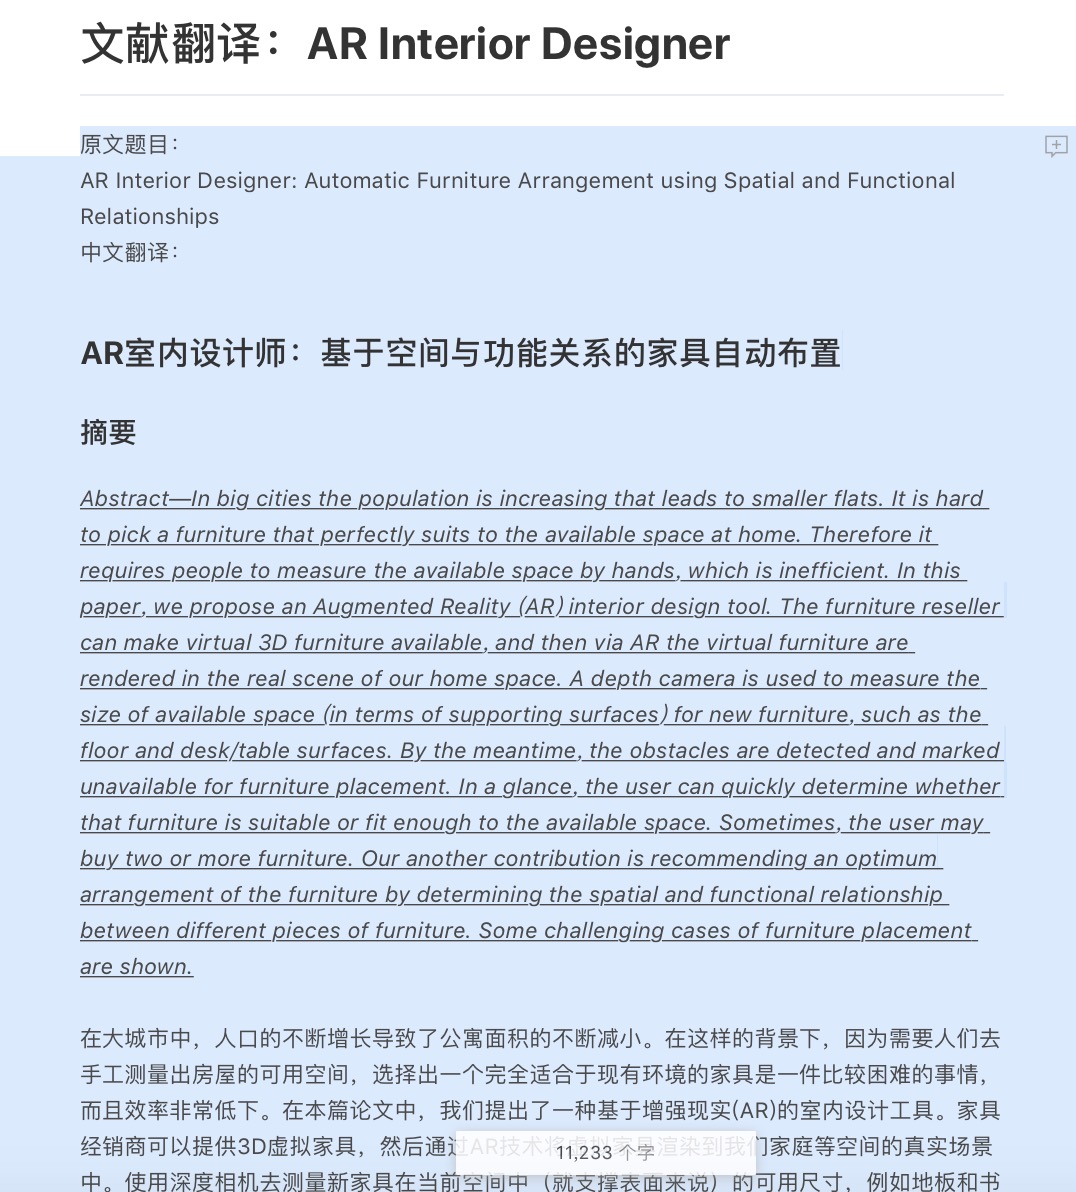 文献翻译：AR Interior Designer
原文题目：
AR Interior Designer: Automatic Furniture Arrangement using Spatial and Functional
Relationships
中文翻译：
AR室内设计师：基于空间与功能关系的家具自动布置
摘要
Abstract—In big cities the population is increasing that leads to smaller flats. It is hard
to pick a furniture that perfectly suits to the available space at home. Therefore it
requires people to measure the available space by hands, which is inefficient. In this
paper, we propose an Augmented Reality (AR) interior design tool. The furniture reseller
can make virtual 3D furniture available, and then via AR the virtual furniture are
rendered in the real scene of our home space. A depth camera is used to measure the
size of available space (in terms of supporting surfaces) for new furniture, such as the
floor and desk/table surfaces. By the meantime, the obstacles are detected and marked
unavailable for furniture placement. In a glance, the user can quickly determine whether
that furniture is suitable or fit enough to the available space. Sometimes, the user may
buy two or more furniture. Our another contribution is recommending an optimum
arrangement of the furniture by determining the spatial and functional relationship
between different pieces of furniture. Some challenging cases of furniture placement
are shown.
在大城市中，人口的不断增长导致了公寓面积的不断减小。在这样的背景下，因为需要人们去
手工测量出房屋的可用空间，选择出一个完全适合于现有环境的家具是一件比较困难的事情，
而且效率非常低下。在本篇论文中，我们提出了一种基于增强现实(AR)的室内设计工具。家具
经销商可以提供3D虚拟家具，然后通过AR技术将虚拟家具渲染到我们家庭等空间的真实场景
11,233 个字
中。使用深度相机去测量新家具在当前空间中（就支撑表面来说）的可用尺寸，例如地板和书